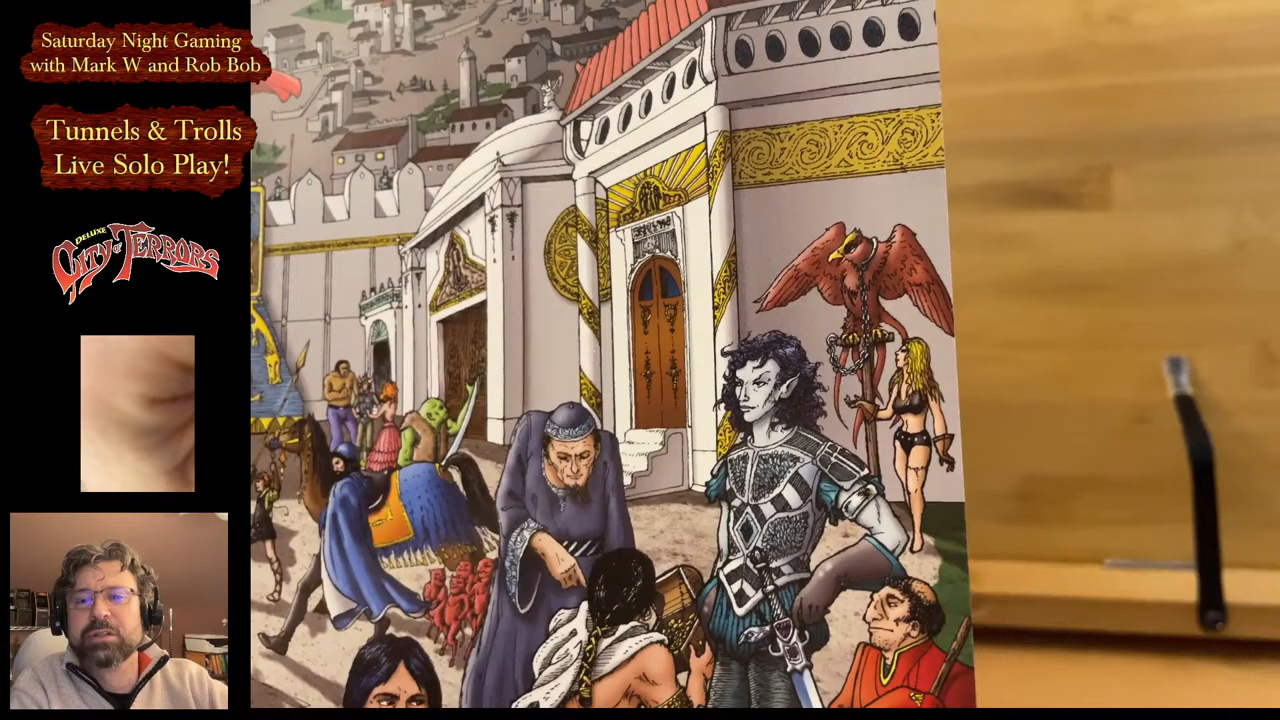 Saturday Night Gaming
with Mark W and Rob Bob
Tunnels & Trolls
Live Solo Play!
DELUXE
CITY of TERRORS